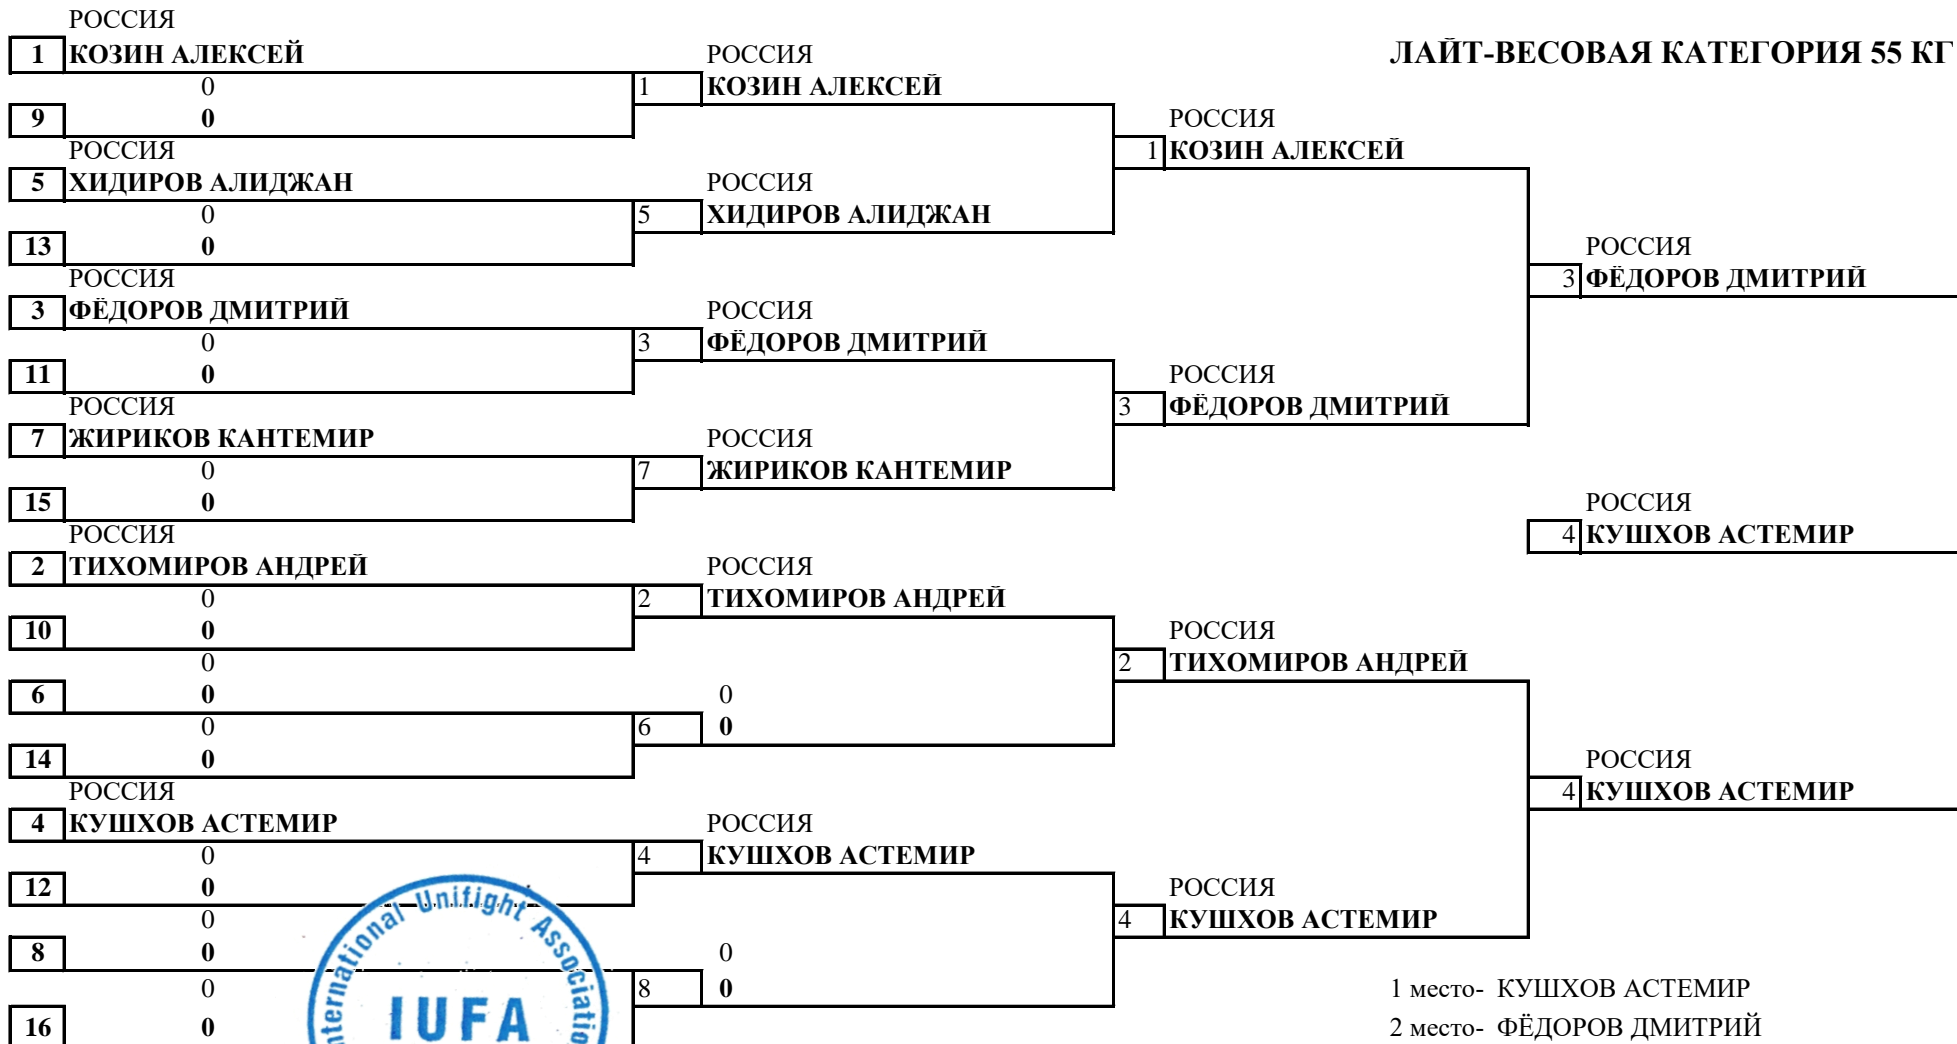 РОССИЯ
1 КОЗИН АЛЕКСЕЙ РОССИЯ ЛАЙТ-ВЕСОВАЯ КАТЕГОРИЯ 55 КГ
0 1 КОЗИН АЛЕКСЕЙ
9 0 РОССИЯ
РОССИЯ 1 КОЗИН АЛЕКСЕЙ
5 ХИДИРОВ АЛИДЖАН РОССИЯ
0 5 ХИДИРОВ АЛИДЖАН
13 0 РОССИЯ
РОССИЯ 3 ФЁДОРОВ ДМИТРИЙ
3 ФЁДОРОВ ДМИТРИЙ РОССИЯ
0 3 ФЁДОРОВ ДМИТРИЙ
11 0 РОССИЯ
РОССИЯ 3 ФЁДОРОВ ДМИТРИЙ
7 ЖИРИКОВ КАНТЕМИР РОССИЯ
0 7 ЖИРИКОВ КАНТЕМИР
15 0 РОССИЯ
РОССИЯ 4 КУШХОВ АСТЕМИР
2 ТИХОМИРОВ АНДРЕЙ РОССИЯ
0 2 ТИХОМИРОВ АНДРЕЙ
10 0 РОССИЯ
0 2 ТИХОМИРОВ АНДРЕЙ
6 0 0
0 6 0
14 0 РОССИЯ
РОССИЯ 4 КУШХОВ АСТЕМИР
4 КУШХОВ АСТЕМИР РОССИЯ
0 4 КУШХОВ АСТЕМИР
12 0 РОССИЯ
0 4 КУШХОВ АСТЕМИР
8 0 0
0 8 0 1 место- КУШХОВ АСТЕМИР
16 0 2 место- ФЁДОРОВ ДМИТРИЙ
Unifight
IUFA